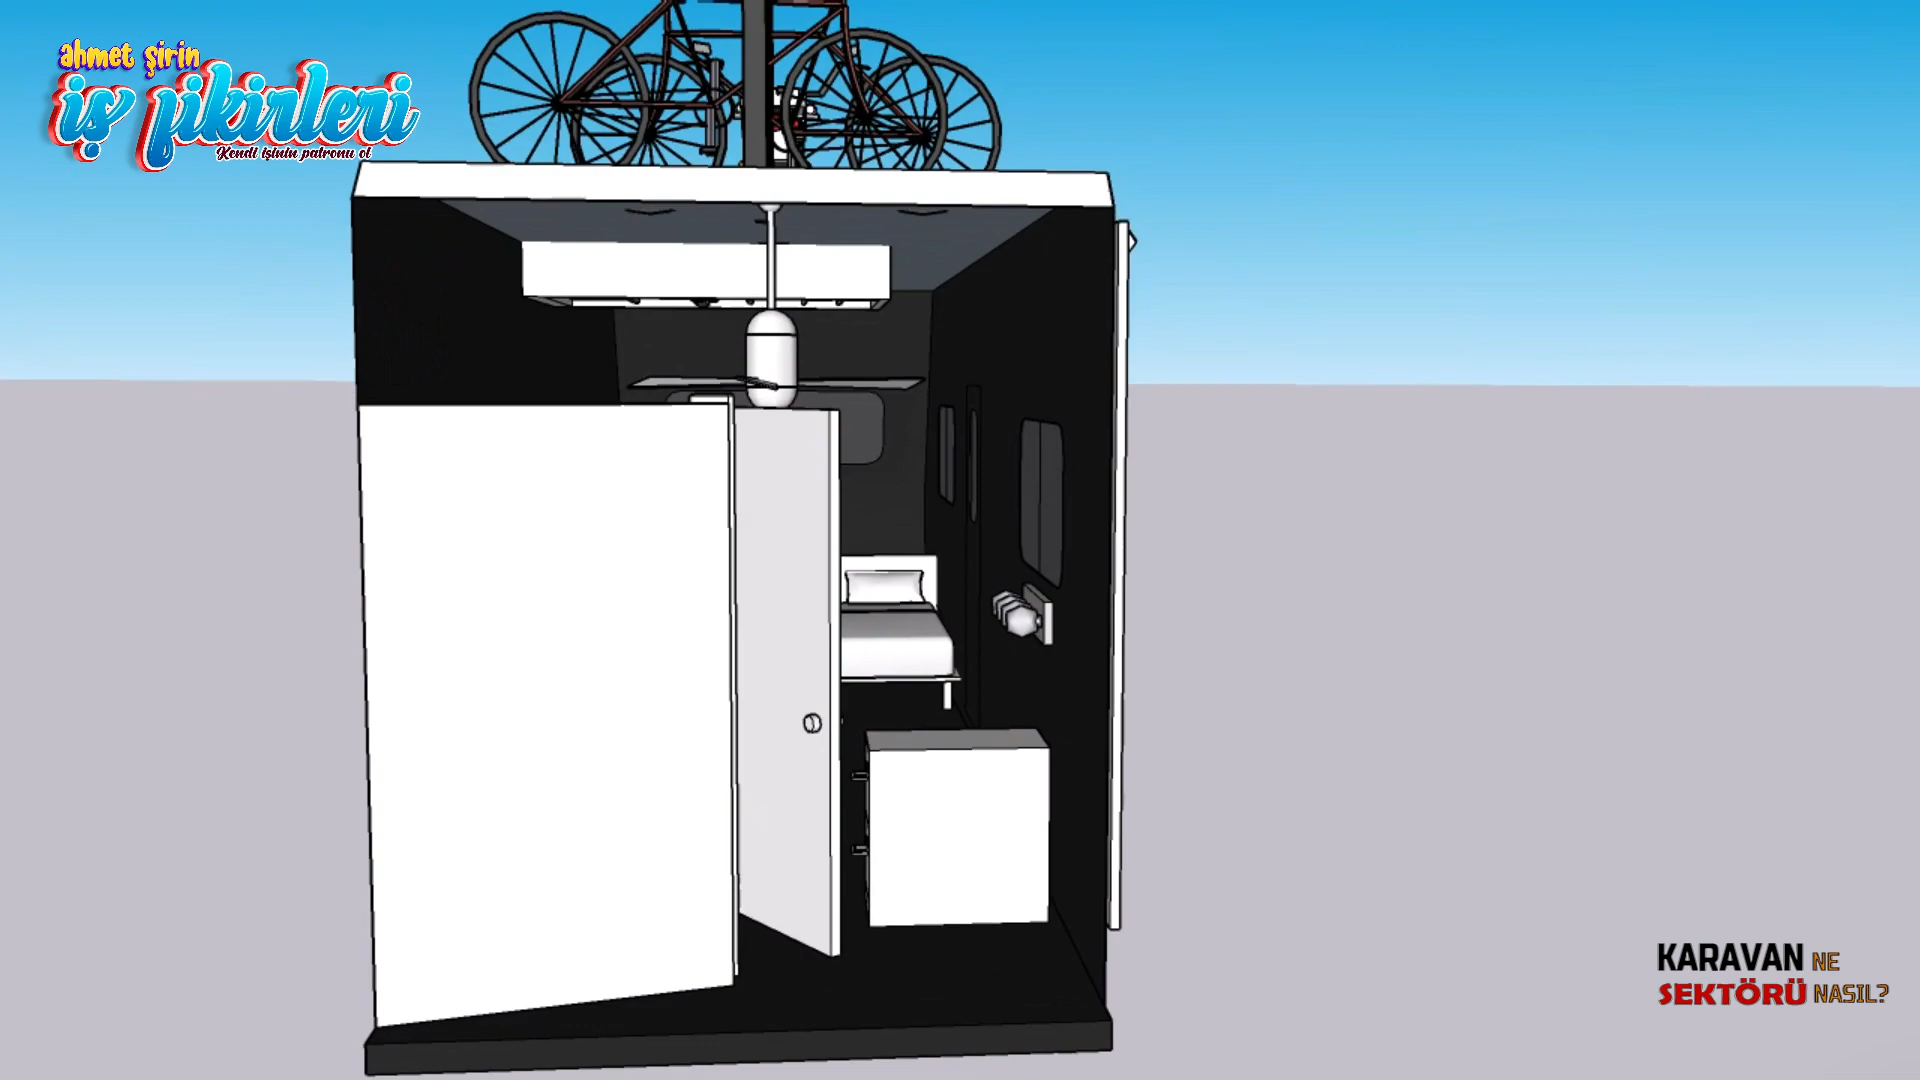 ahmet şirin
iş fikirleri
Kendi işinin patronu ol
KARAVAN NE
SEKTÖRÜ NASIL?